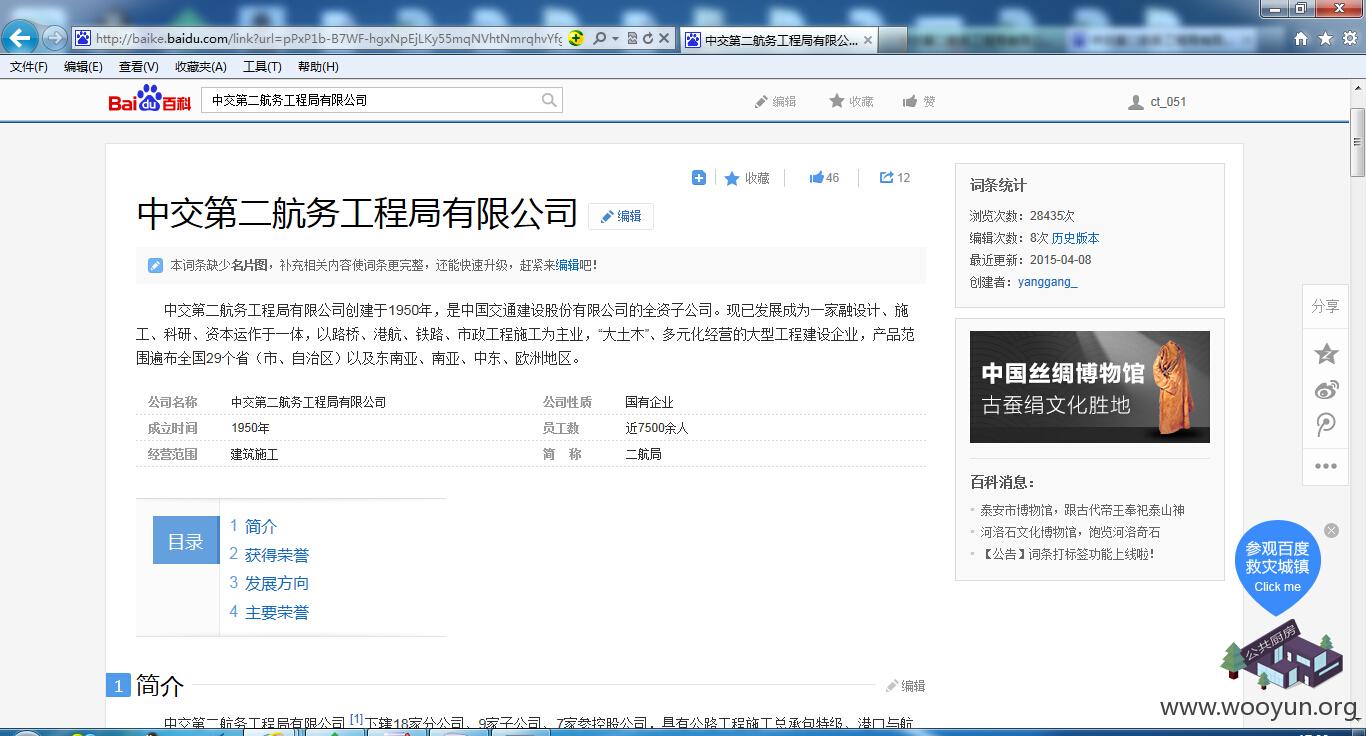 http://baike.baidu.com/link?url=pPxP1b-B7WF-hgxNpEjLKy55mqNVhtNmrqhvYfc
中交第二航务工程局有限公...
文件(F) 编辑(E) 查看(V) 收藏夹(A) 工具(T) 帮助(H)
Bai du 百科 中交第二航务工程局有限公司 编辑 收藏 赞 ct_051
收藏 46 12
中交第二航务工程局有限公司 编辑
本词条缺少名片图，补充相关内容使词条更完整，还能快速升级，赶紧来编辑吧！
中交第二航务工程局有限公司创建于1950年，是中国交通建设股份有限公司的全资子公司。现已发展成为一家融设计、施
工、科研、资本运作于一体，以路桥、港航、铁路、市政工程施工为主业，“大土木”、多元化经营的大型工程建设企业，产品范
围遍布全国29个省（市、自治区）以及东南亚、南亚、中东、欧洲地区。
公司名称 中交第二航务工程局有限公司 公司性质 国有企业
成立时间 1950年 员工数 近7500余人
经营范围 建筑施工 简 称 二航局
目录
1 简介
2 获得荣誉
3 发展方向
4 主要荣誉
1 简介 编辑
中交第二航务工程局有限公司 [1] 下辖18家分公司、9家子公司、7家参控股公司，具有公路工程施工总承包特级、港口与航
词条统计
浏览次数：28435次
编辑次数：8次 历史版本
最近更新：2015-04-08
创建者：yanggang_
中国丝绸博物馆
古蚕绢文化胜地
百科消息：
泰安市博物馆，跟古代帝王奉祀泰山神
河洛石文化博物馆，饱览河洛奇石
【公告】词条打标签功能上线啦！
分享
参观百度
救灾城镇
Click me
公共厨房
www.wooyun.org